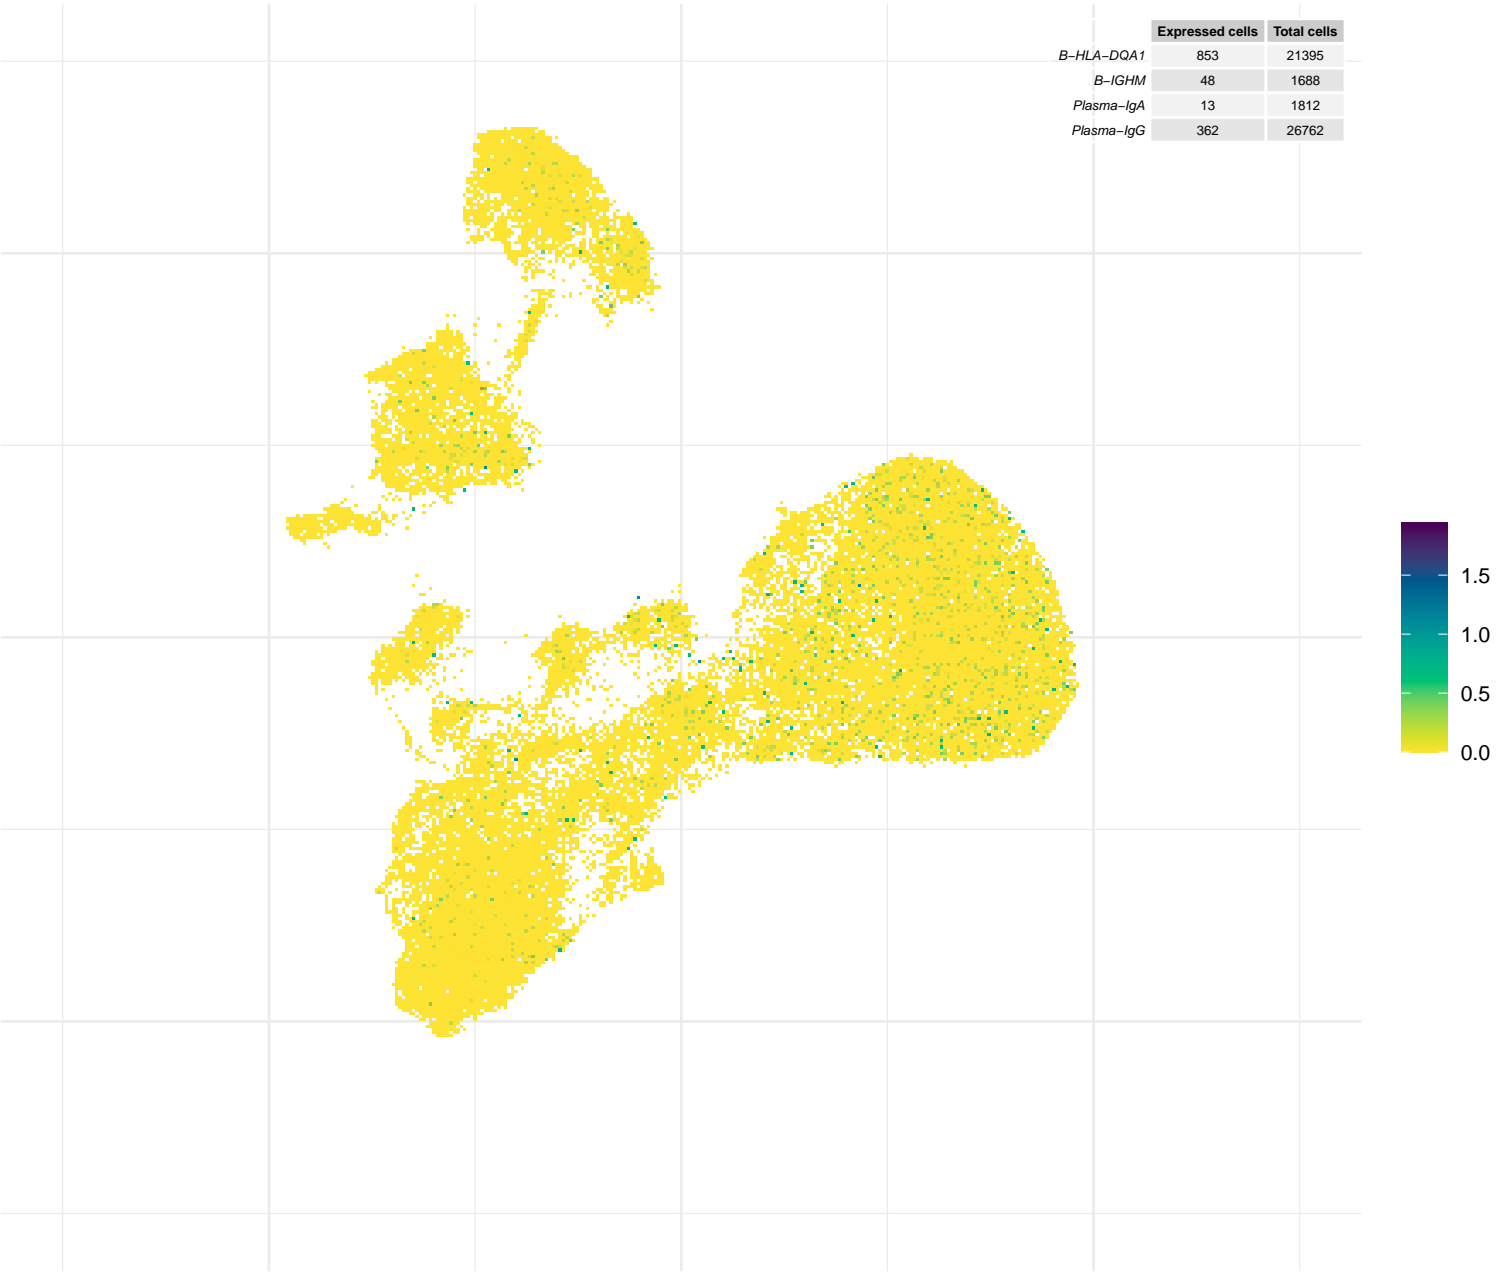 Expressed cells Total cells
B−HLA−DQA1 853 21395
B−IGHM 48 1688
Plasma−IgA 13 1812
Plasma−IgG 362 26762
1.5
1.0
0.5
0.0